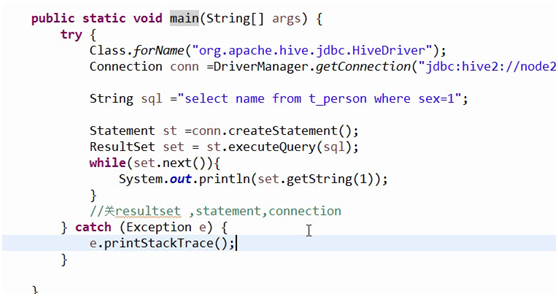 public static void main(String[] args) {
try {
Class.forName("org.apache.hive.jdbc.HiveDriver");
Connection conn =DriverManager.getConnection("jdbc:hive2://node2
String sql ="select name from t_person where sex=1";
Statement st =conn.createStatement();
ResultSet set = st.executeQuery(sql);
while(set.next()){
System.out.println(set.getString(1));
}
//关resultset ,statement,connection
} catch (Exception e) {
e.printStackTrace();
}
}